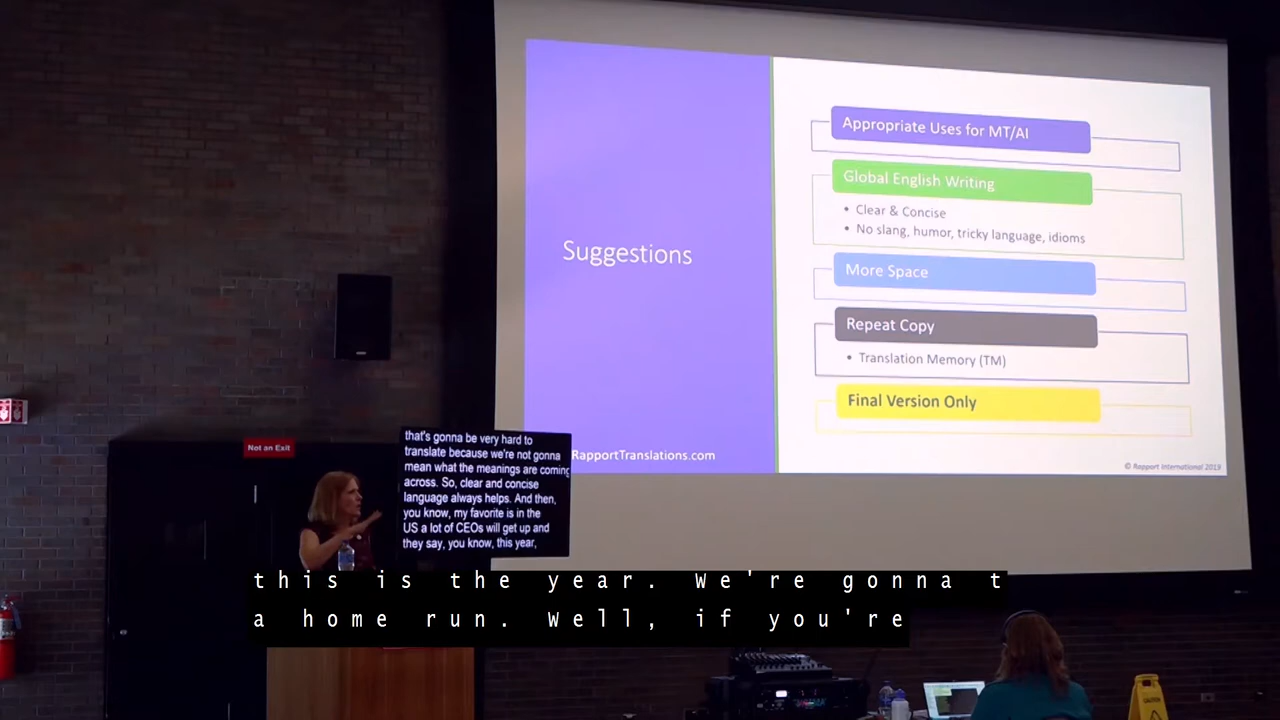 Suggestions
RapportTranslations.com
Appropriate Uses for MT/AI
Global English Writing
• Clear & Concise
• No slang, humor, tricky language, idioms
More Space
Repeat Copy
• Translation Memory (TM)
Final Version Only
© Rapport International 2019
Not an Exit
that's gonna be very hard to
translate because we're not gonna
mean what the meanings are coming
across. So, clear and concise
language always helps. And then,
you know, my favorite is in the
US a lot of CEOs will get up and
they say, you know, this year,
this is the year. We're gonna t
a home run. Well, if you're
CAUTION